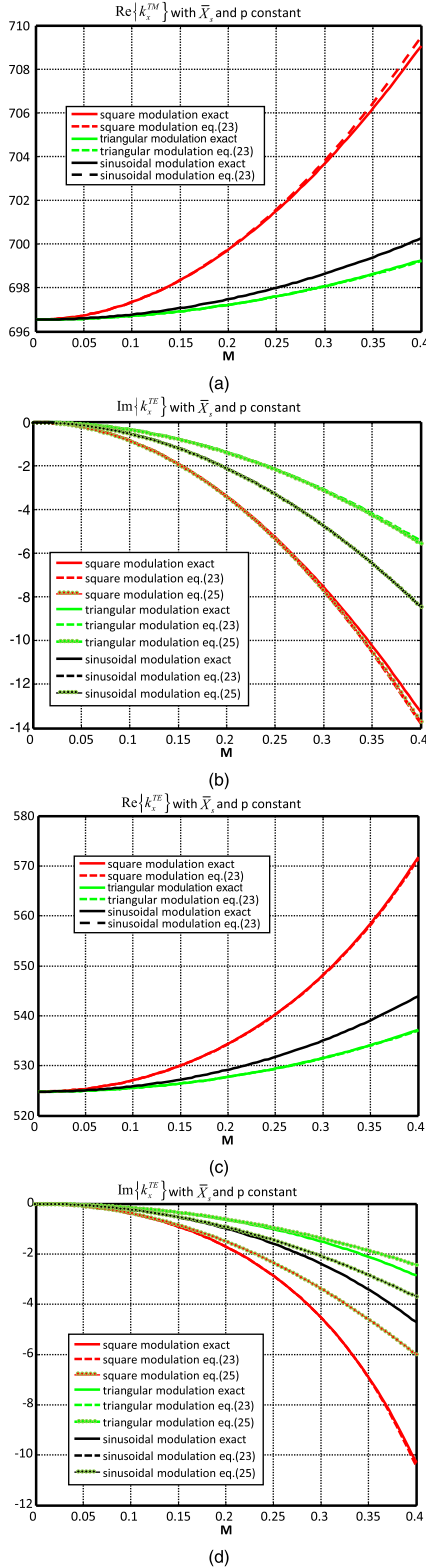 Re{k_x^{TM}} with X̄_s and p constant
710
708
706
704
702
700
698
696
square modulation exact
square modulation eq.(23)
triangular modulation exact
triangular modulation eq.(23)
sinusoidal modulation exact
sinusoidal modulation eq.(23)
0 0.05 0.1 0.15 0.2 0.25 0.3 0.35 0.4
M
(a)
Im{k_x^{TE}} with X̄_s and p constant
0
-2
-4
-6
-8
-10
-12
-14
square modulation exact
square modulation eq.(23)
square modulation eq.(25)
triangular modulation exact
triangular modulation eq.(23)
triangular modulation eq.(25)
sinusoidal modulation exact
sinusoidal modulation eq.(23)
sinusoidal modulation eq.(25)
0 0.05 0.1 0.15 0.2 0.25 0.3 0.35 0.4
M
(b)
Re{k_x^{TE}} with X̄_s and p constant
580
570
560
550
540
530
520
square modulation exact
square modulation eq.(23)
triangular modulation exact
triangular modulation eq.(23)
sinusoidal modulation exact
sinusoidal modulation eq.(23)
0 0.05 0.1 0.15 0.2 0.25 0.3 0.35 0.4
M
(c)
Im{k_x^{TE}} with X̄_s and p constant
0
-2
-4
-6
-8
-10
-12
square modulation exact
square modulation eq.(23)
square modulation eq.(25)
triangular modulation exact
triangular modulation eq.(23)
triangular modulation eq.(25)
sinusoidal modulation exact
sinusoidal modulation eq.(23)
sinusoidal modulation eq.(25)
0 0.05 0.1 0.15 0.2 0.25 0.3 0.35 0.4
M
(d)